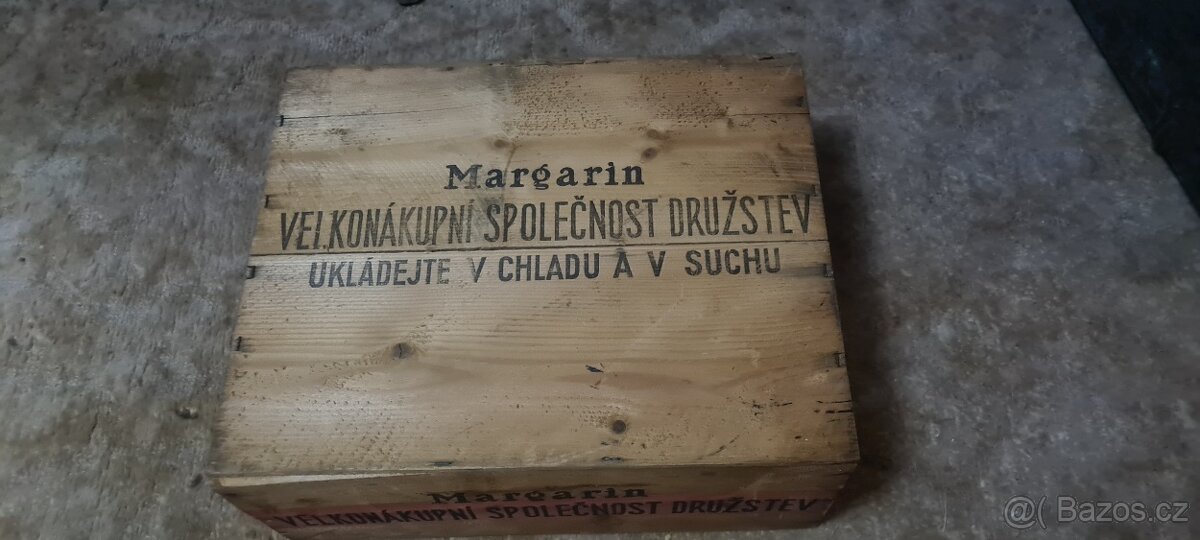 Margarin
VELKONÁKUPNÍ SPOLEČNOST DRUŽSTEV
UKLÁDEJTE V CHLADU A V SUCHU
Margarin
VELKONÁKUPNÍ SPOLEČNOST DRUŽSTEV
@( Bazos.cz